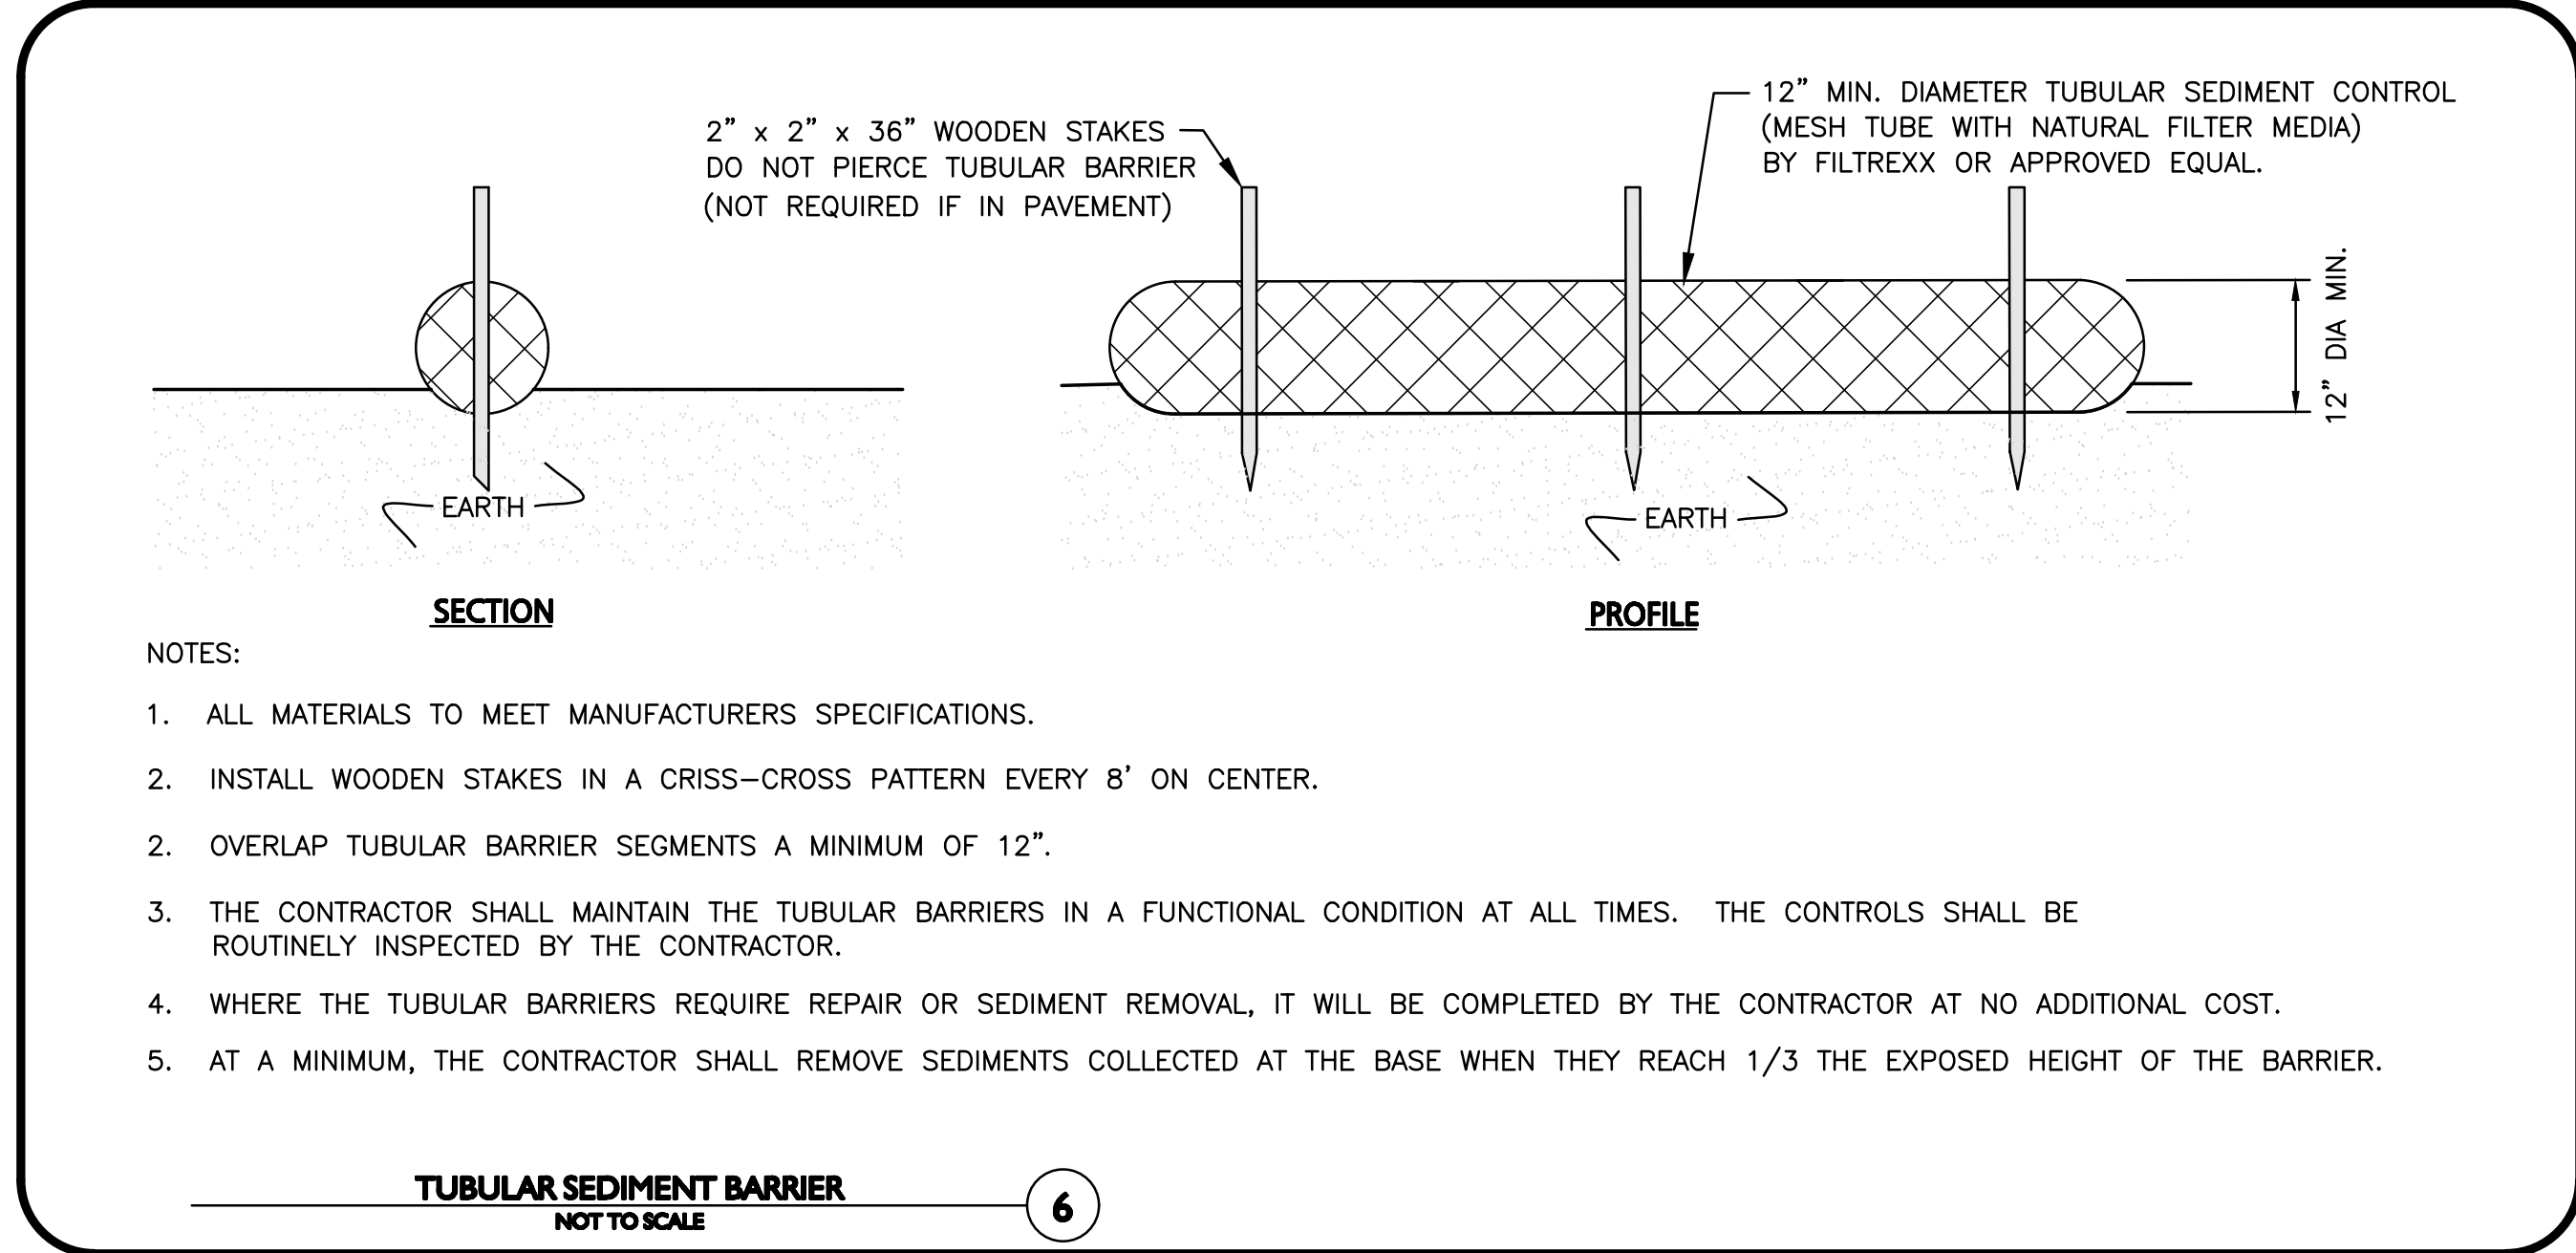 2” x 2” x 36” WOODEN STAKES
DO NOT PIERCE TUBULAR BARRIER
(NOT REQUIRED IF IN PAVEMENT)
12” MIN. DIAMETER TUBULAR SEDIMENT CONTROL
(MESH TUBE WITH NATURAL FILTER MEDIA)
BY FILTREXX OR APPROVED EQUAL.
12” DIA MIN.
EARTH
EARTH
SECTION
PROFILE
NOTES:
1. ALL MATERIALS TO MEET MANUFACTURERS SPECIFICATIONS.
2. INSTALL WOODEN STAKES IN A CRISS-CROSS PATTERN EVERY 8’ ON CENTER.
2. OVERLAP TUBULAR BARRIER SEGMENTS A MINIMUM OF 12”.
3. THE CONTRACTOR SHALL MAINTAIN THE TUBULAR BARRIERS IN A FUNCTIONAL CONDITION AT ALL TIMES. THE CONTROLS SHALL BE
ROUTINELY INSPECTED BY THE CONTRACTOR.
4. WHERE THE TUBULAR BARRIERS REQUIRE REPAIR OR SEDIMENT REMOVAL, IT WILL BE COMPLETED BY THE CONTRACTOR AT NO ADDITIONAL COST.
5. AT A MINIMUM, THE CONTRACTOR SHALL REMOVE SEDIMENTS COLLECTED AT THE BASE WHEN THEY REACH 1/3 THE EXPOSED HEIGHT OF THE BARRIER.
TUBULAR SEDIMENT BARRIER
NOT TO SCALE
6